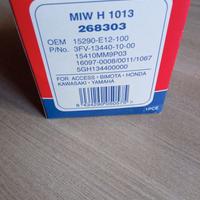 MIW H 1013
268303
OEM 15290-E12-100
P/No. 3FV-13440-10-00
15410MM9P03
16097-0008/0011/1067
5GH134400000
FOR: ACCESS · BIMOTA · HONDA
KAWASAKI · YAMAHA
1PCE